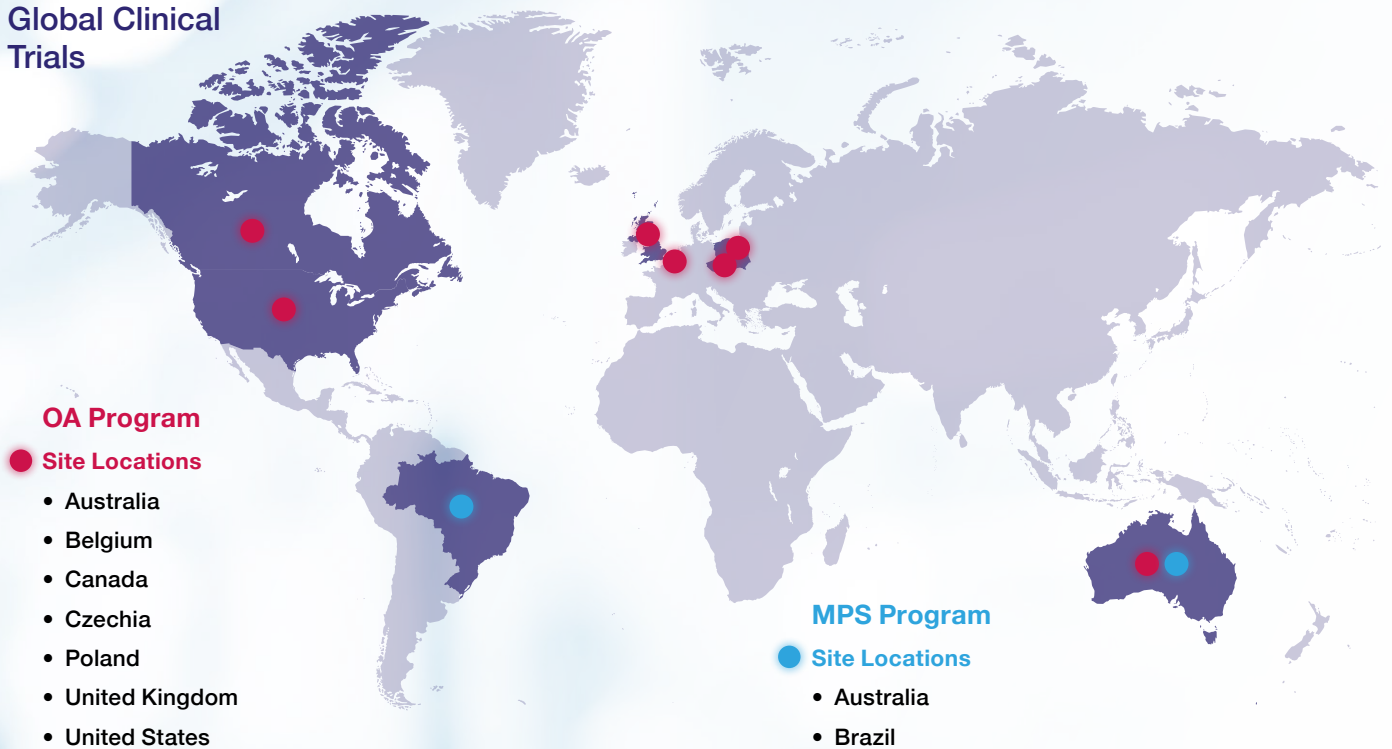 Global Clinical
Trials
OA Program
Site Locations
• Australia
• Belgium
• Canada
• Czechia
• Poland
• United Kingdom
• United States
MPS Program
Site Locations
• Australia
• Brazil